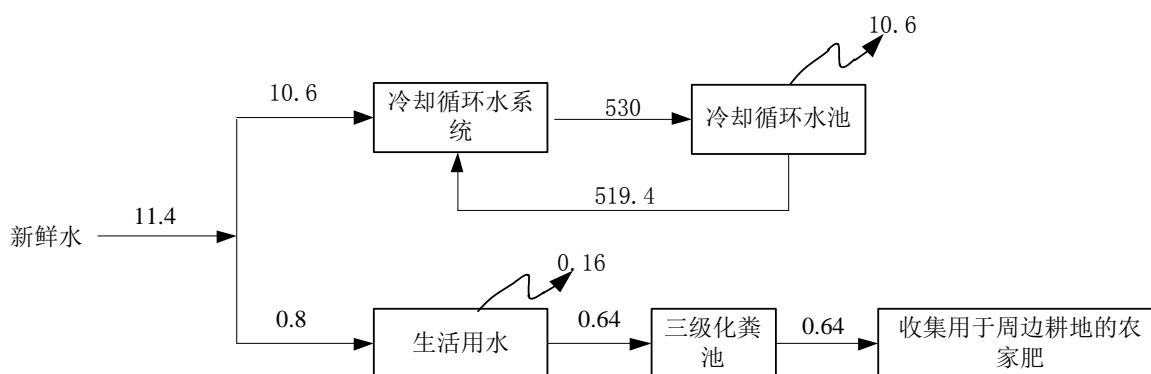 10.6
10.6
冷却循环水系
统
530
冷却循环水池
519.4
新鲜水
11.4
0.16
0.8
生活用水
0.64
三级化粪
池
0.64
收集用于周边耕地的农
家肥